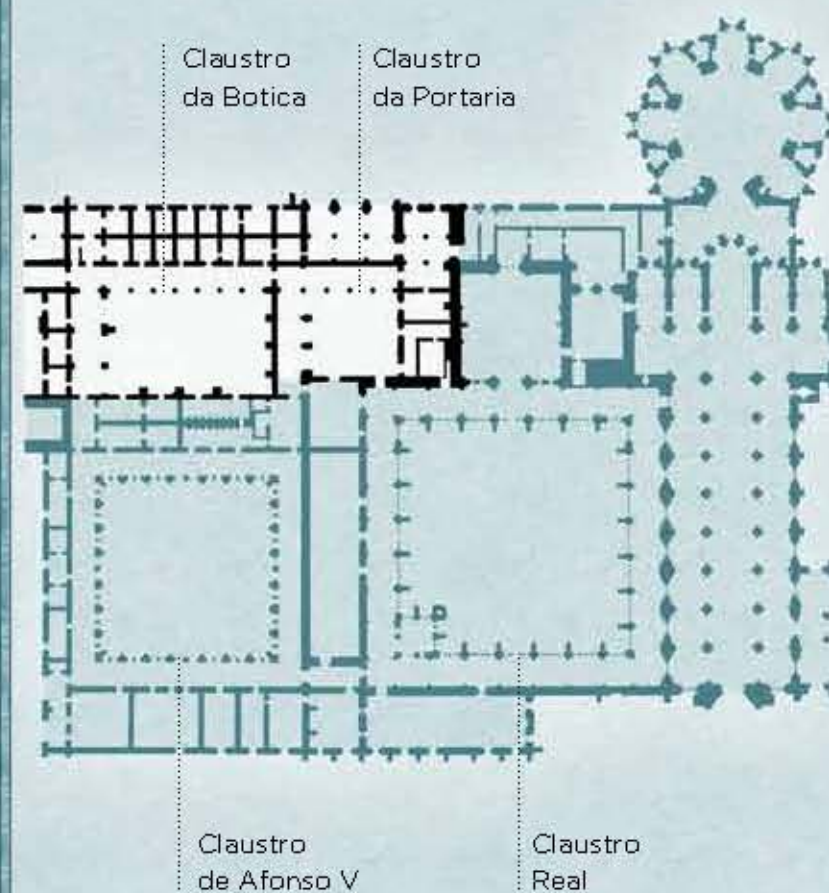 Claustro
da Botica
Claustro
da Portaria
Claustro
de Afonso V
Claustro
Real